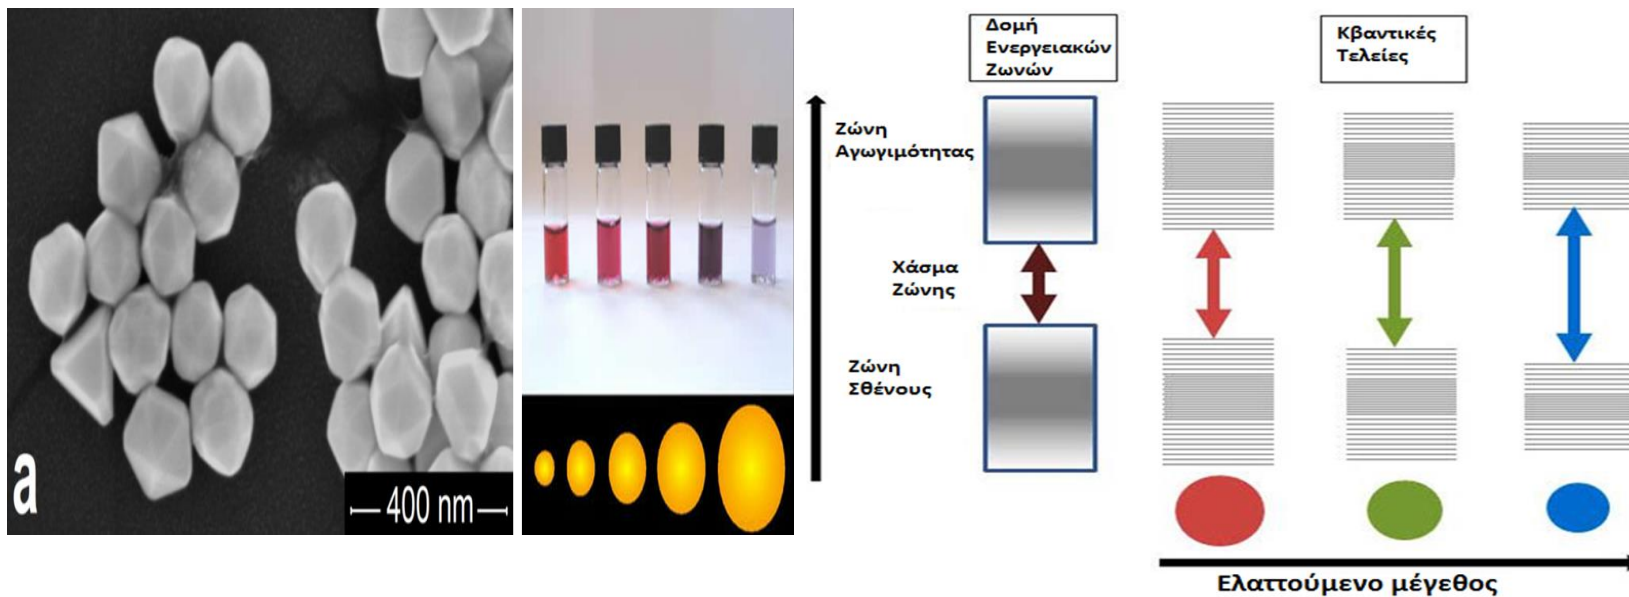 a
400 nm
Δομή
Ενεργειακών
Ζωνών
Κβαντικές
Τελείες
Ζώνη
Αγωγιμότητας
Χάσμα
Ζώνης
Ζώνη
Σθένους
Ελαττούμενο μέγεθος